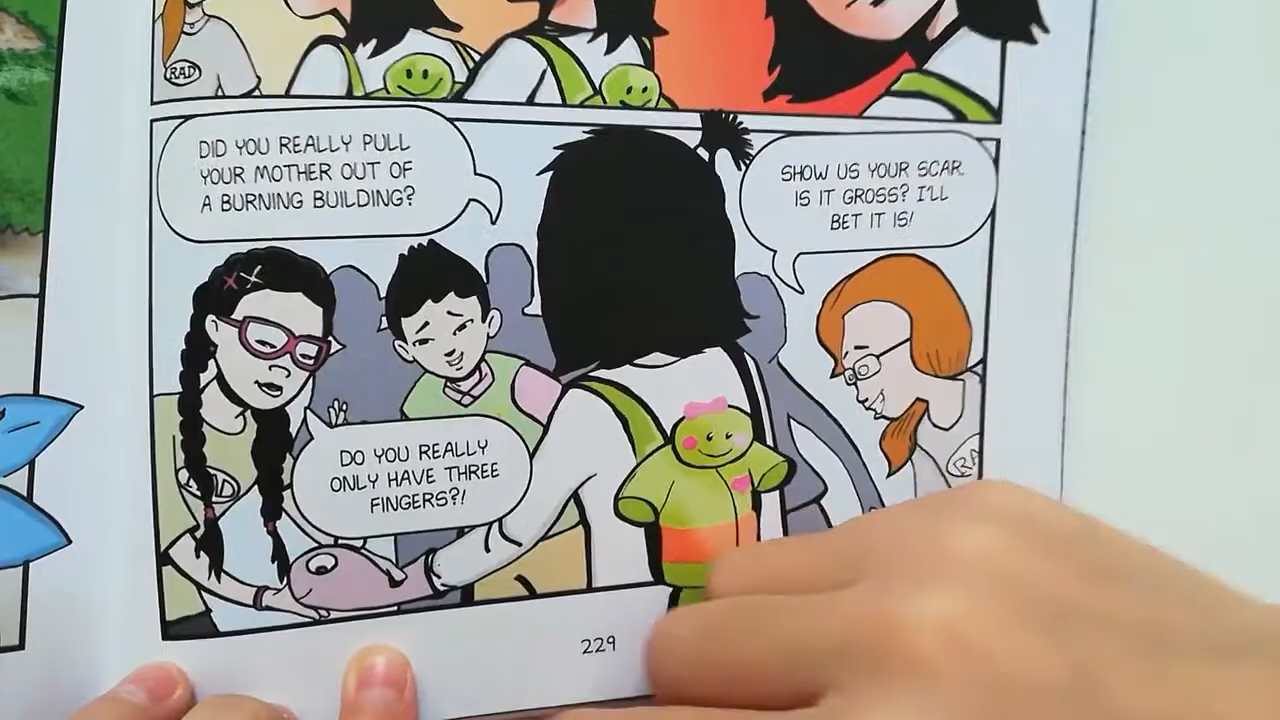 RAD
DID YOU REALLY PULL
YOUR MOTHER OUT OF
A BURNING BUILDING?
SHOW US YOUR SCAR.
IS IT GROSS? I'LL
BET IT IS!
DO YOU REALLY
ONLY HAVE THREE
FINGERS?!
RAD
RA
229